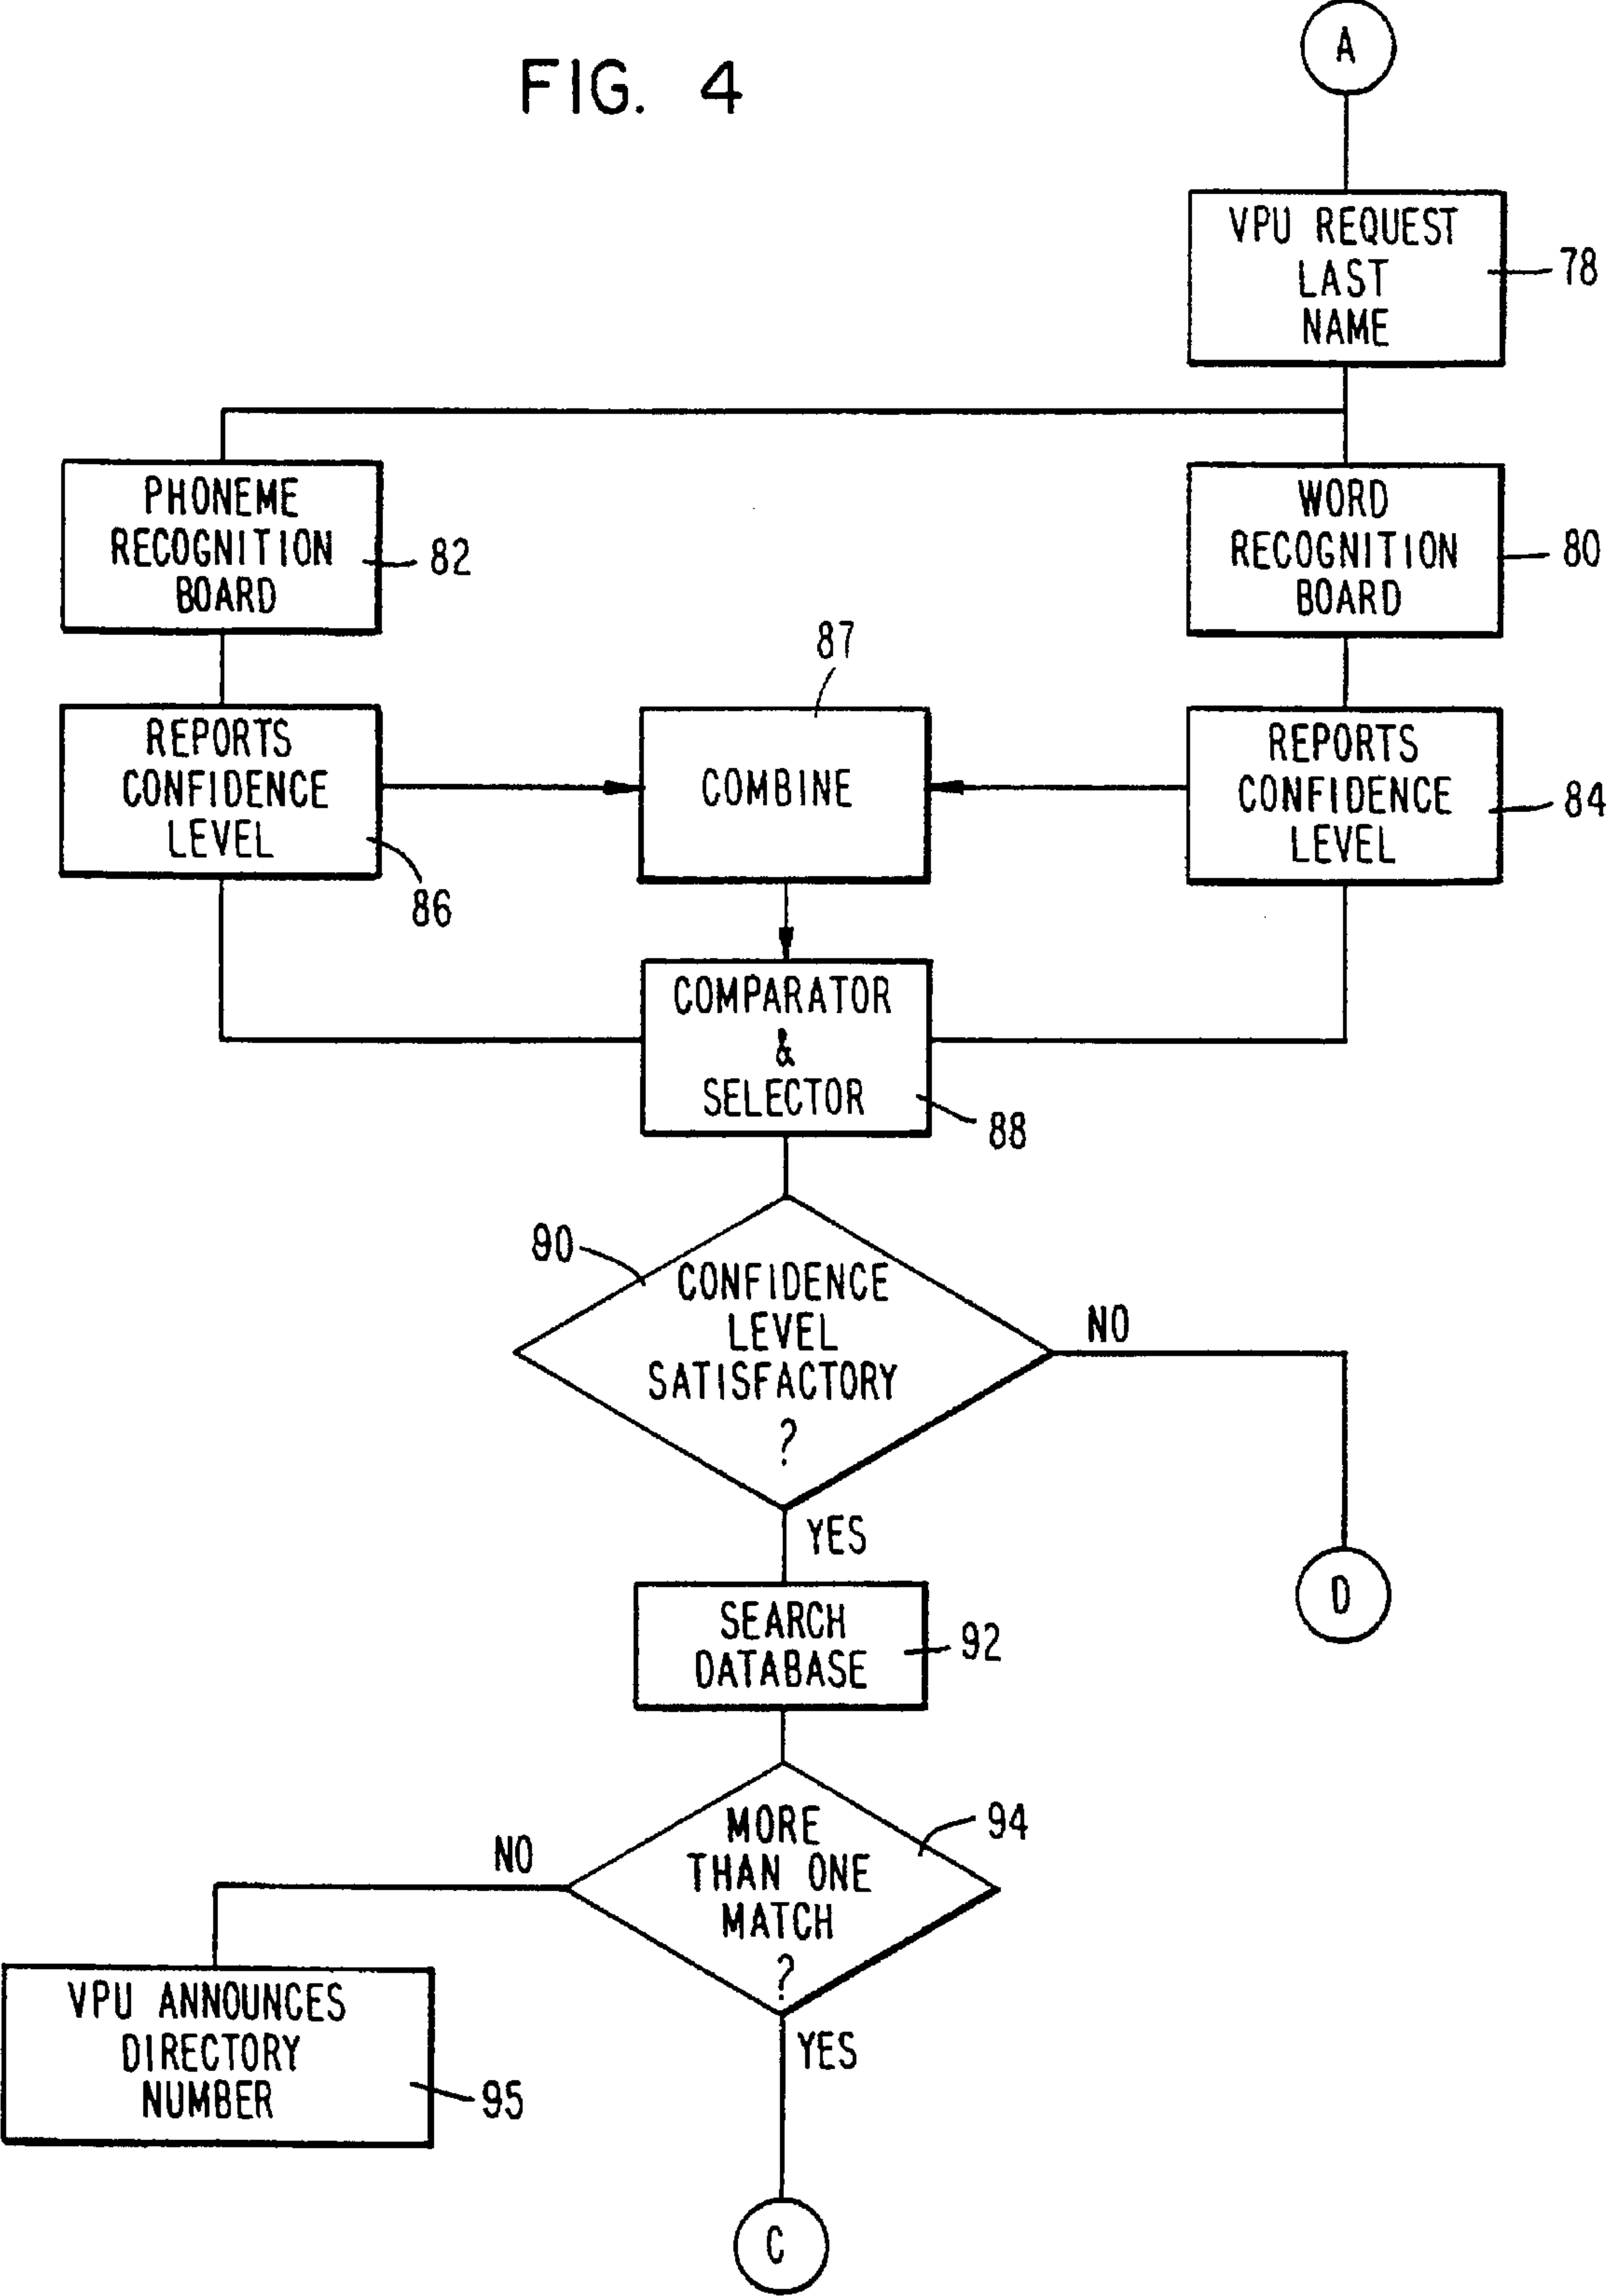 FIG. 4
A
VPU REQUEST
LAST
NAME
78
PHONEME
RECOGNITION
BOARD
82
WORD
RECOGNITION
BOARD
80
87
REPORTS
CONFIDENCE
LEVEL
86
COMBINE
REPORTS
CONFIDENCE
LEVEL
84
COMPARATOR
&
SELECTOR
88
90
CONFIDENCE
LEVEL
SATISFACTORY
?
NO
YES
D
SEARCH
DATABASE
92
MORE
THAN ONE
MATCH
?
94
NO
YES
VPU ANNOUNCES
DIRECTORY
NUMBER
95
C